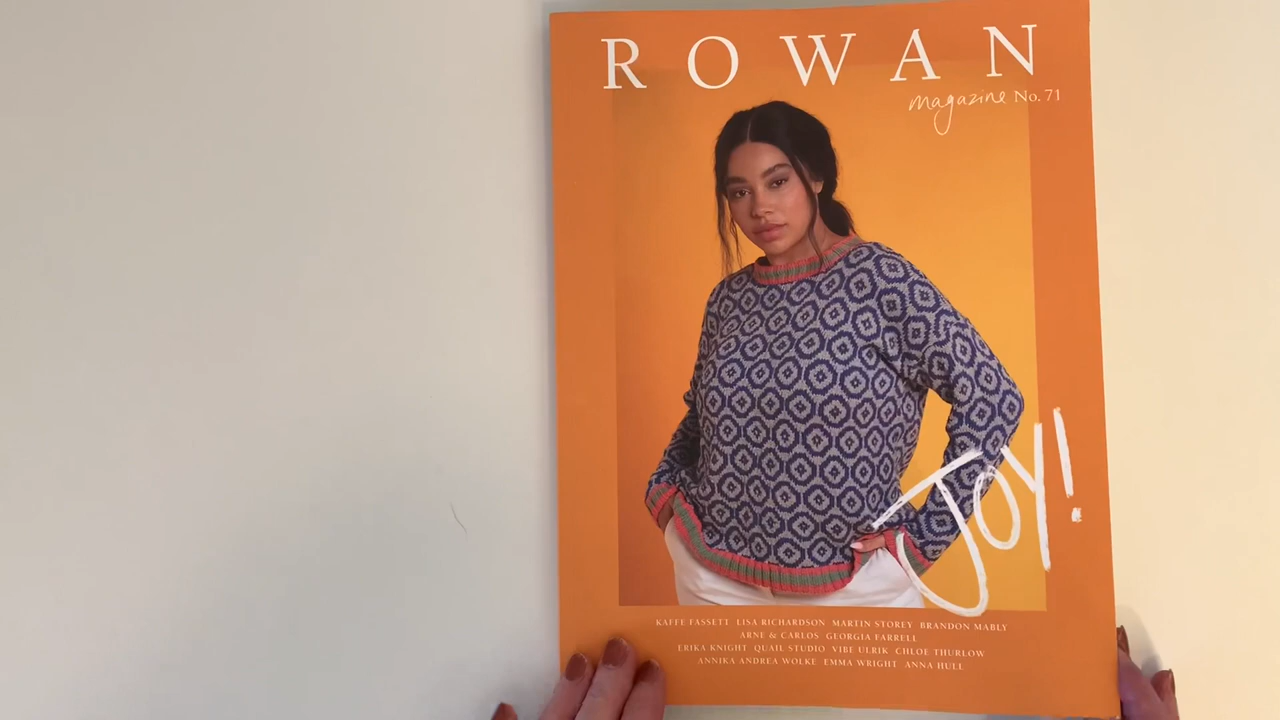 ROWAN
magazine No. 71
JOY!
KAFFE FASSETT LISA RICHARDSON MARTIN STOREY BRANDON MABLY
ARNE & CARLOS GEORGIA FARRELL
ERIKA KNIGHT QUAIL STUDIO VIBE ULRIK CHLOE THURLOW
ANNIKA ANDREA WOLKE EMMA WRIGHT ANNA HULL